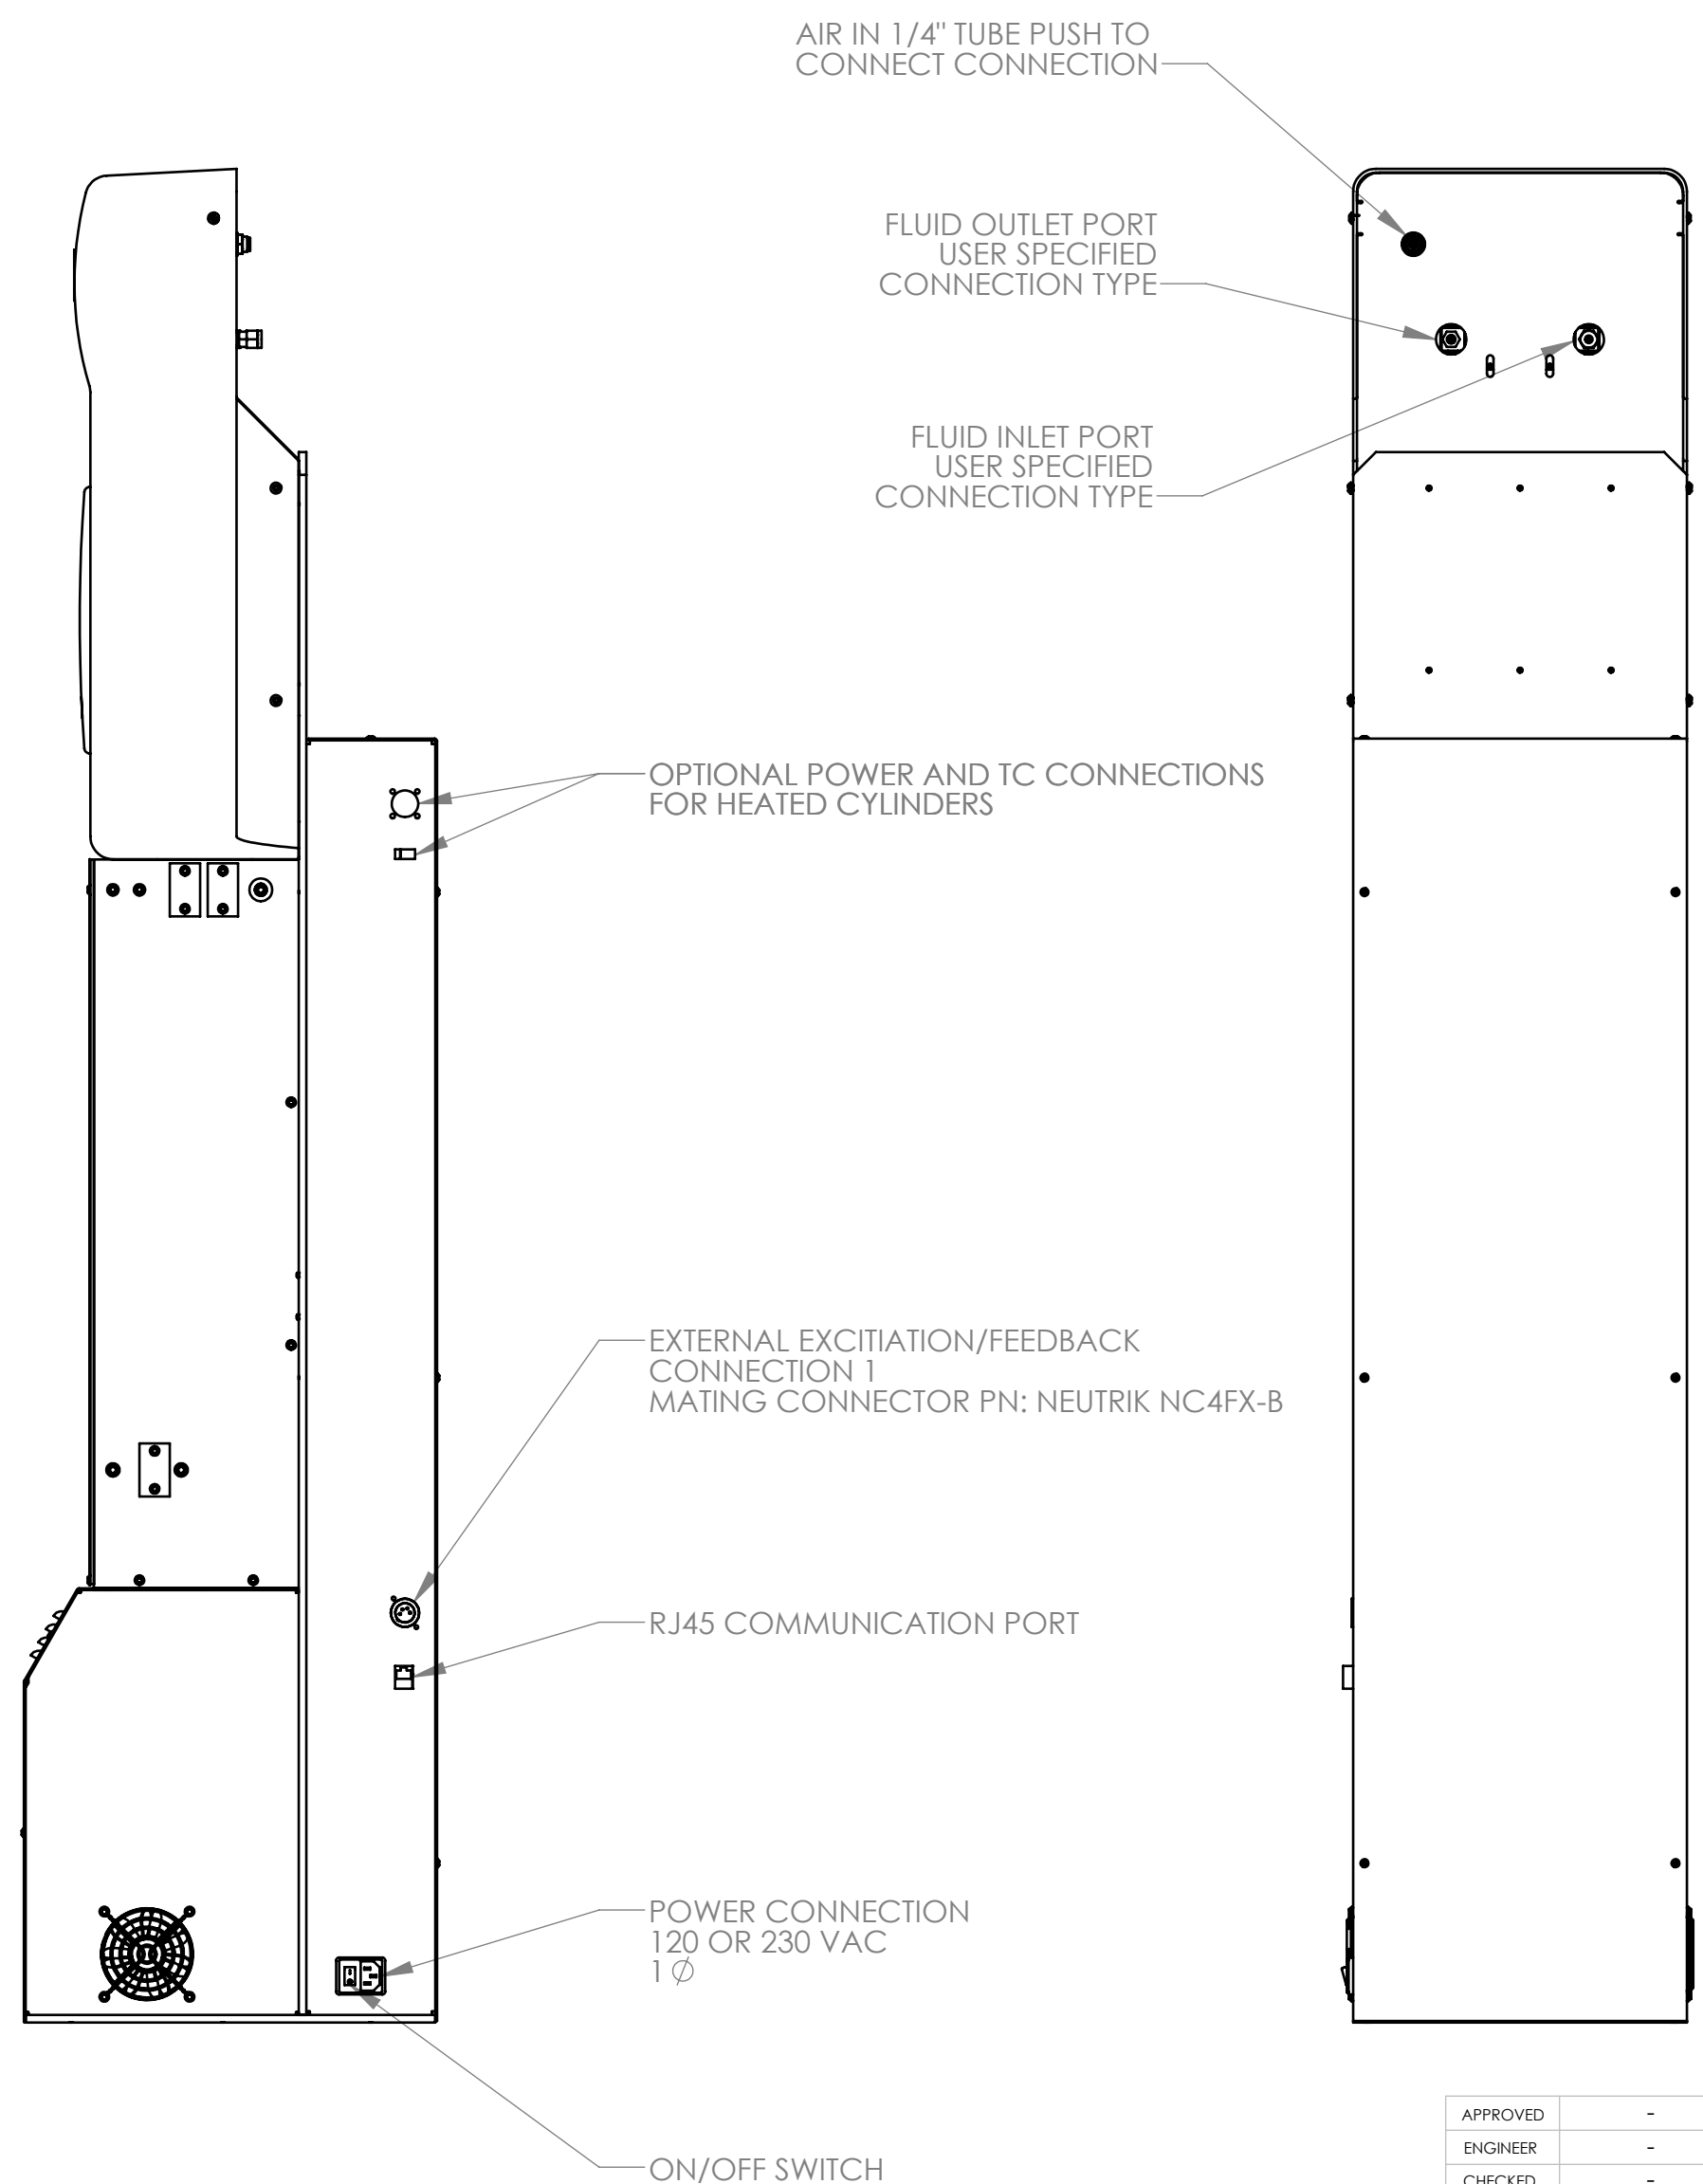 AIR IN 1/4" TUBE PUSH TO
CONNECT CONNECTION
FLUID OUTLET PORT
USER SPECIFIED
CONNECTION TYPE
FLUID INLET PORT
USER SPECIFIED
CONNECTION TYPE
OPTIONAL POWER AND TC CONNECTIONS
FOR HEATED CYLINDERS
EXTERNAL EXCITIATION/FEEDBACK
CONNECTION 1
MATING CONNECTOR PN: NEUTRIK NC4FX-B
RJ45 COMMUNICATION PORT
POWER CONNECTION
120 OR 230 VAC
1 ∅
ON/OFF SWITCH
APPROVED -
ENGINEER -
CHECKED -